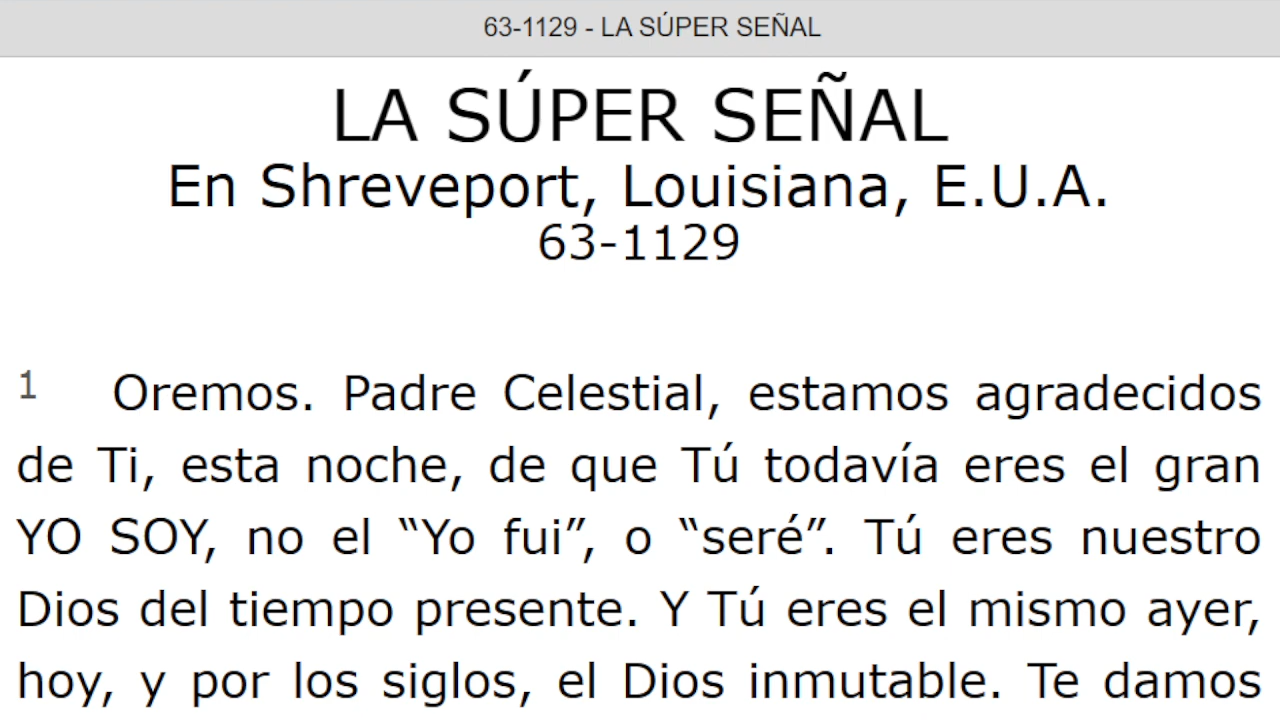 63-1129 - LA SÚPER SEÑAL
LA SÚPER SEÑAL
En Shreveport, Louisiana, E.U.A.
63-1129
1 Oremos. Padre Celestial, estamos agradecidos
de Ti, esta noche, de que Tú todavía eres el gran
YO SOY, no el “Yo fui”, o “seré”. Tú eres nuestro
Dios del tiempo presente. Y Tú eres el mismo ayer,
hoy, y por los siglos, el Dios inmutable. Te damos